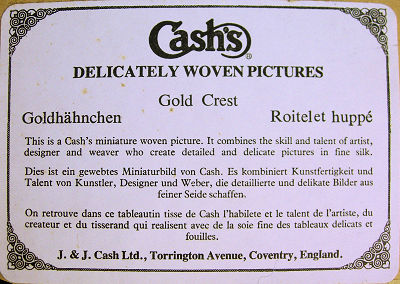 Cash's®
DELICATELY WOVEN PICTURES
Gold Crest
Goldhähnchen Roitelet huppé
This is a Cash's miniature woven picture. It combines the skill and talent of artist,
designer and weaver who create detailed and delicate pictures in fine silk.
Dies ist ein gewebtes Miniaturbild von Cash. Es kombiniert Kunstfertigkeit und
Talent von Kunstler, Designer und Weber, die detaillierte und delikate Bilder aus
feiner Seide schaffen.
On retrouve dans ce tableautin tisse de Cash l'habilete et le talent de l'artiste, du
createur et du tisserand qui realisent avec de la soie fine des tableaux delicats et
fouilles.
J. & J. Cash Ltd., Torrington Avenue, Coventry, England.